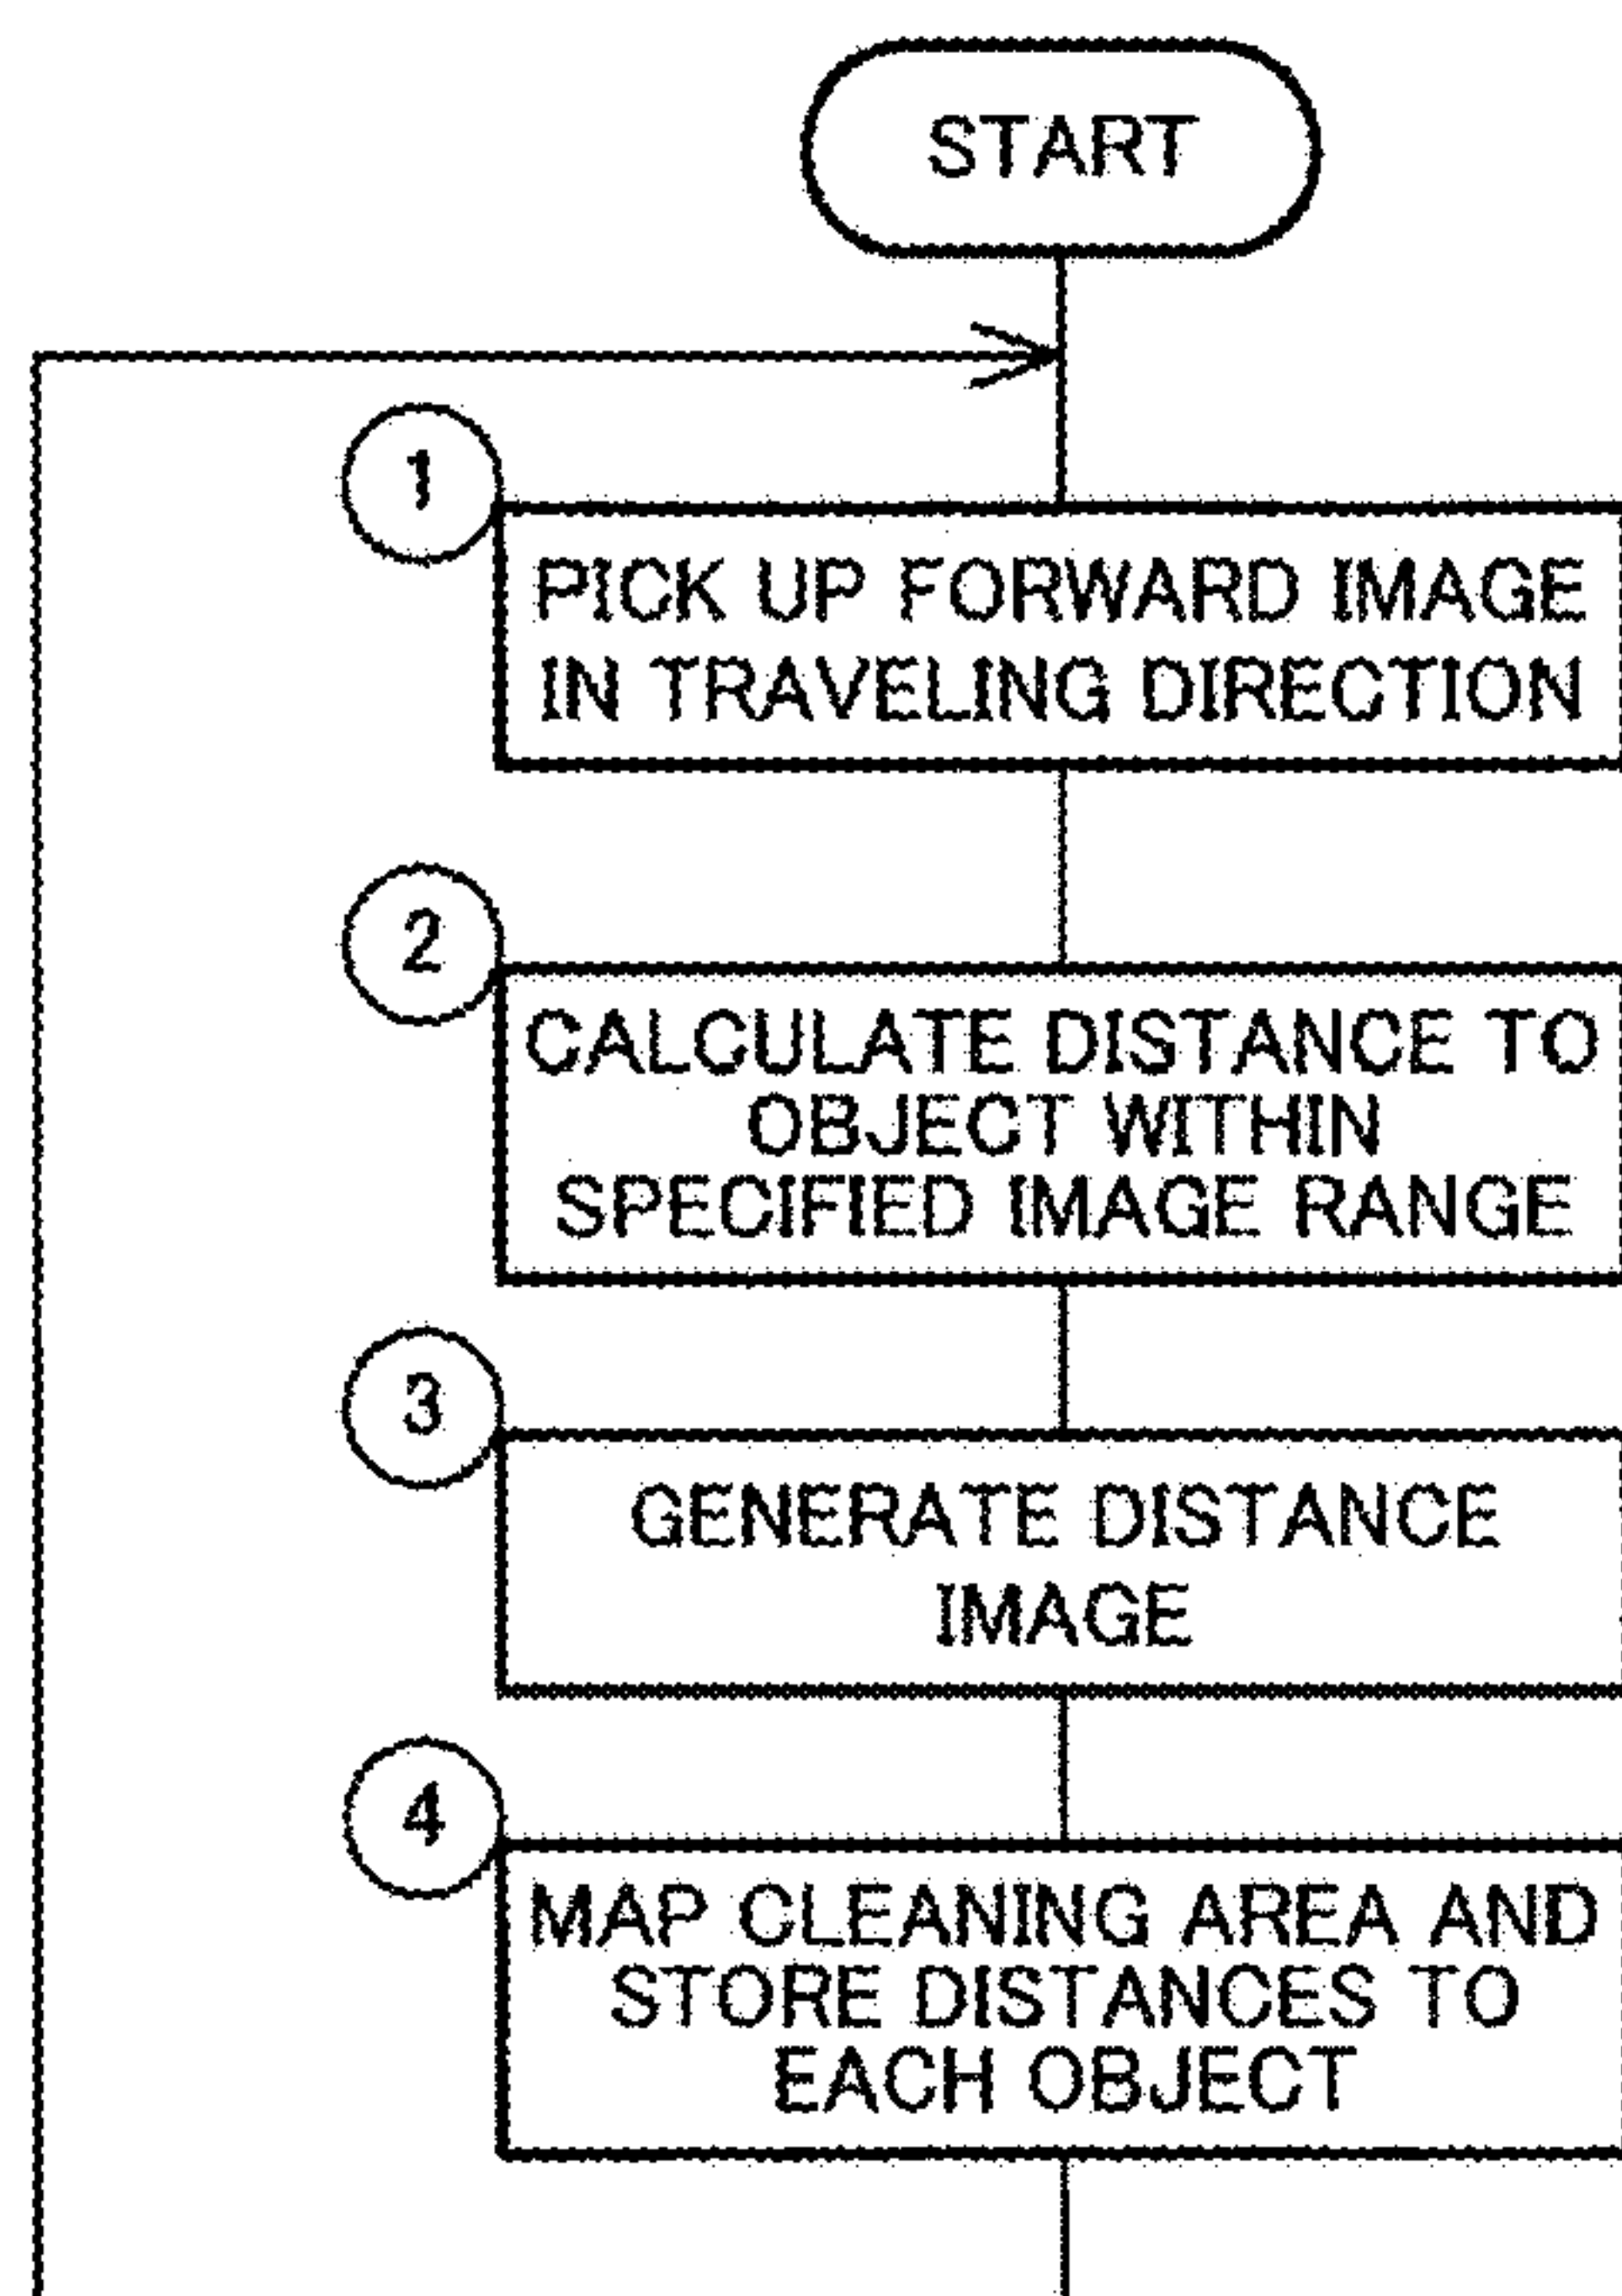 START
1
PICK UP FORWARD IMAGE
IN TRAVELING DIRECTION
2
CALCULATE DISTANCE TO
OBJECT WITHIN
SPECIFIED IMAGE RANGE
3
GENERATE DISTANCE
IMAGE
4
MAP CLEANING AREA AND
STORE DISTANCES TO
EACH OBJECT